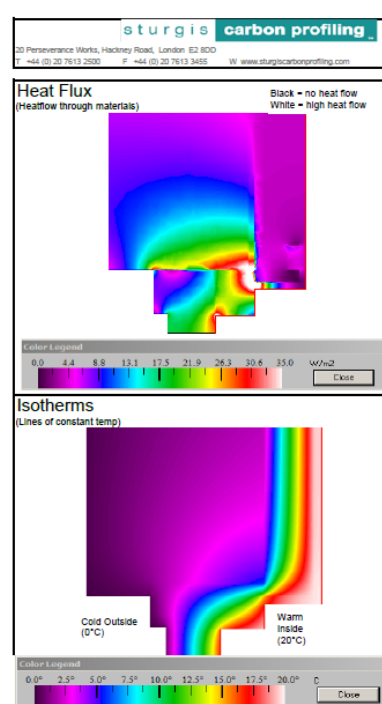 sturgis carbon profiling
20 Perseverance Works, Hackney Road, London E2 8DD
T +44 (0) 20 7613 2500 F +44 (0) 20 7613 3455 W www.sturgiscarbonprofiling.com
Heat Flux
(Heatflow through materials)
Black = no heat flow
White = high heat flow
Color Legend
0.0 4.4 8.8 13.1 17.5 21.9 26.3 30.6 35.0 W/m2
Close
Isotherms
(Lines of constant temp)
Cold Outside
(0°C)
Warm
Inside
(20°C)
Color Legend
0.0° 2.5° 5.0° 7.5° 10.0° 12.5° 15.0° 17.5° 20.0° C
Close